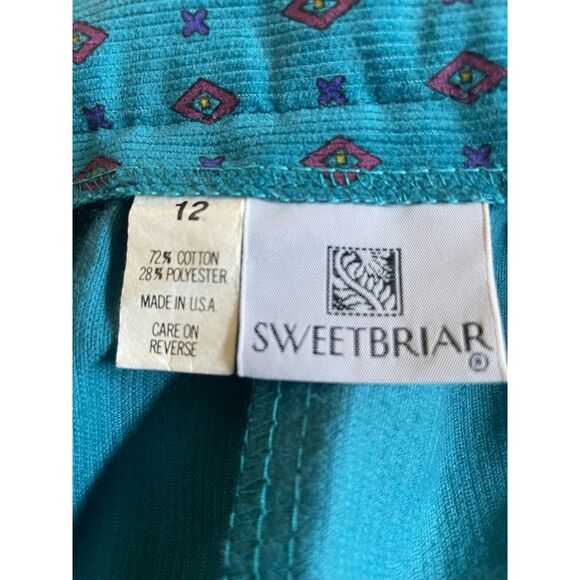 12
72% COTTON
28% POLYESTER
MADE IN U.S.A.
CARE ON
REVERSE
SWEETBRIAR
®